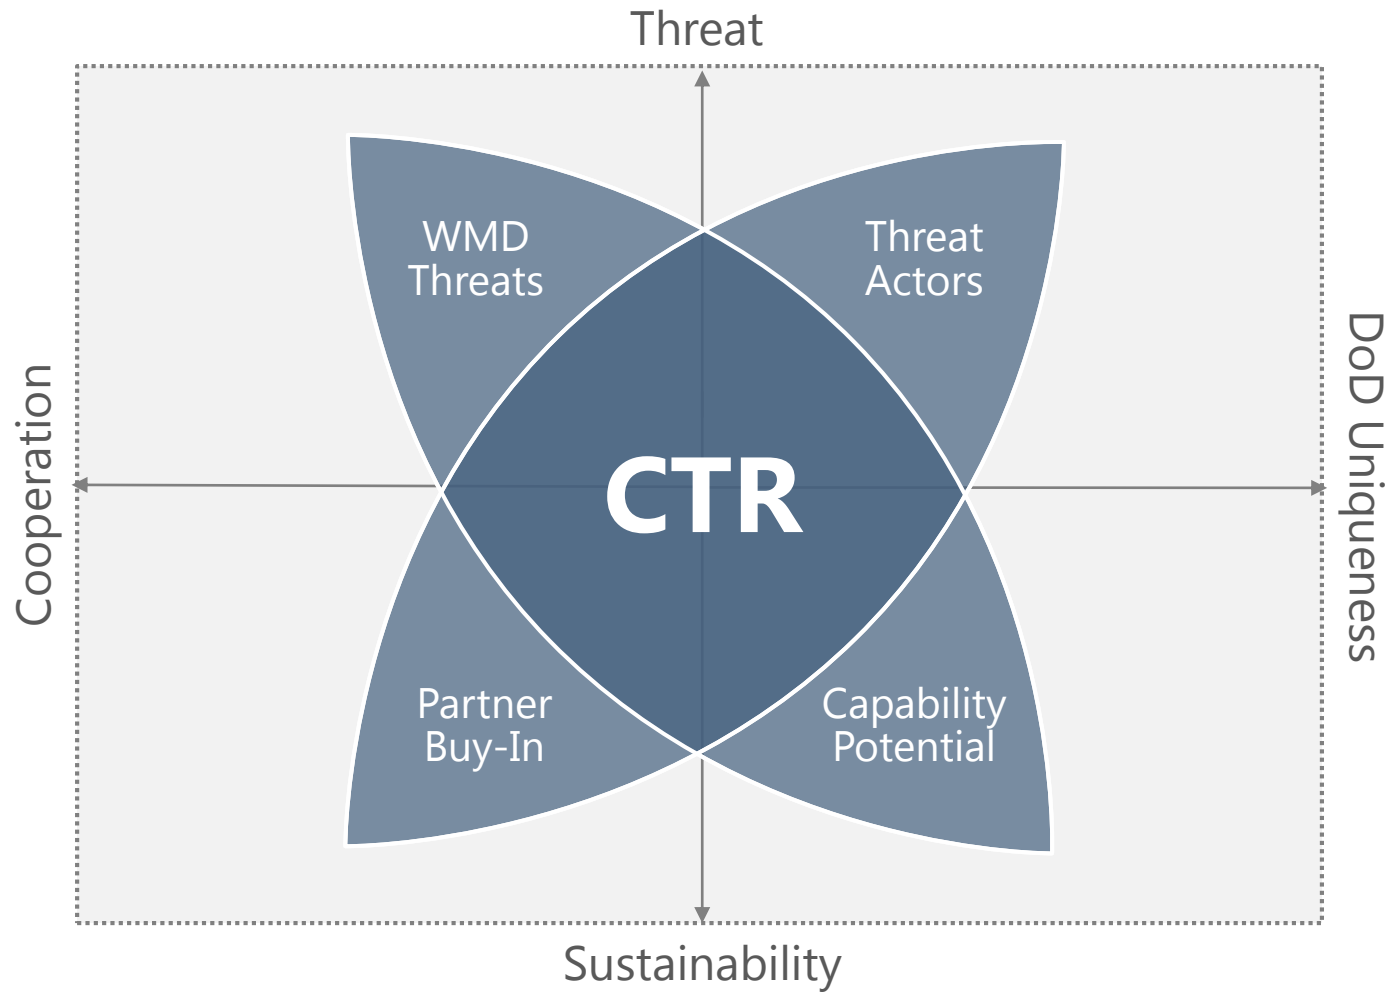 Threat
WMD
Threats
Threat
Actors
Cooperation
CTR
DoD Uniqueness
Partner
Buy-In
Capability
Potential
Sustainability